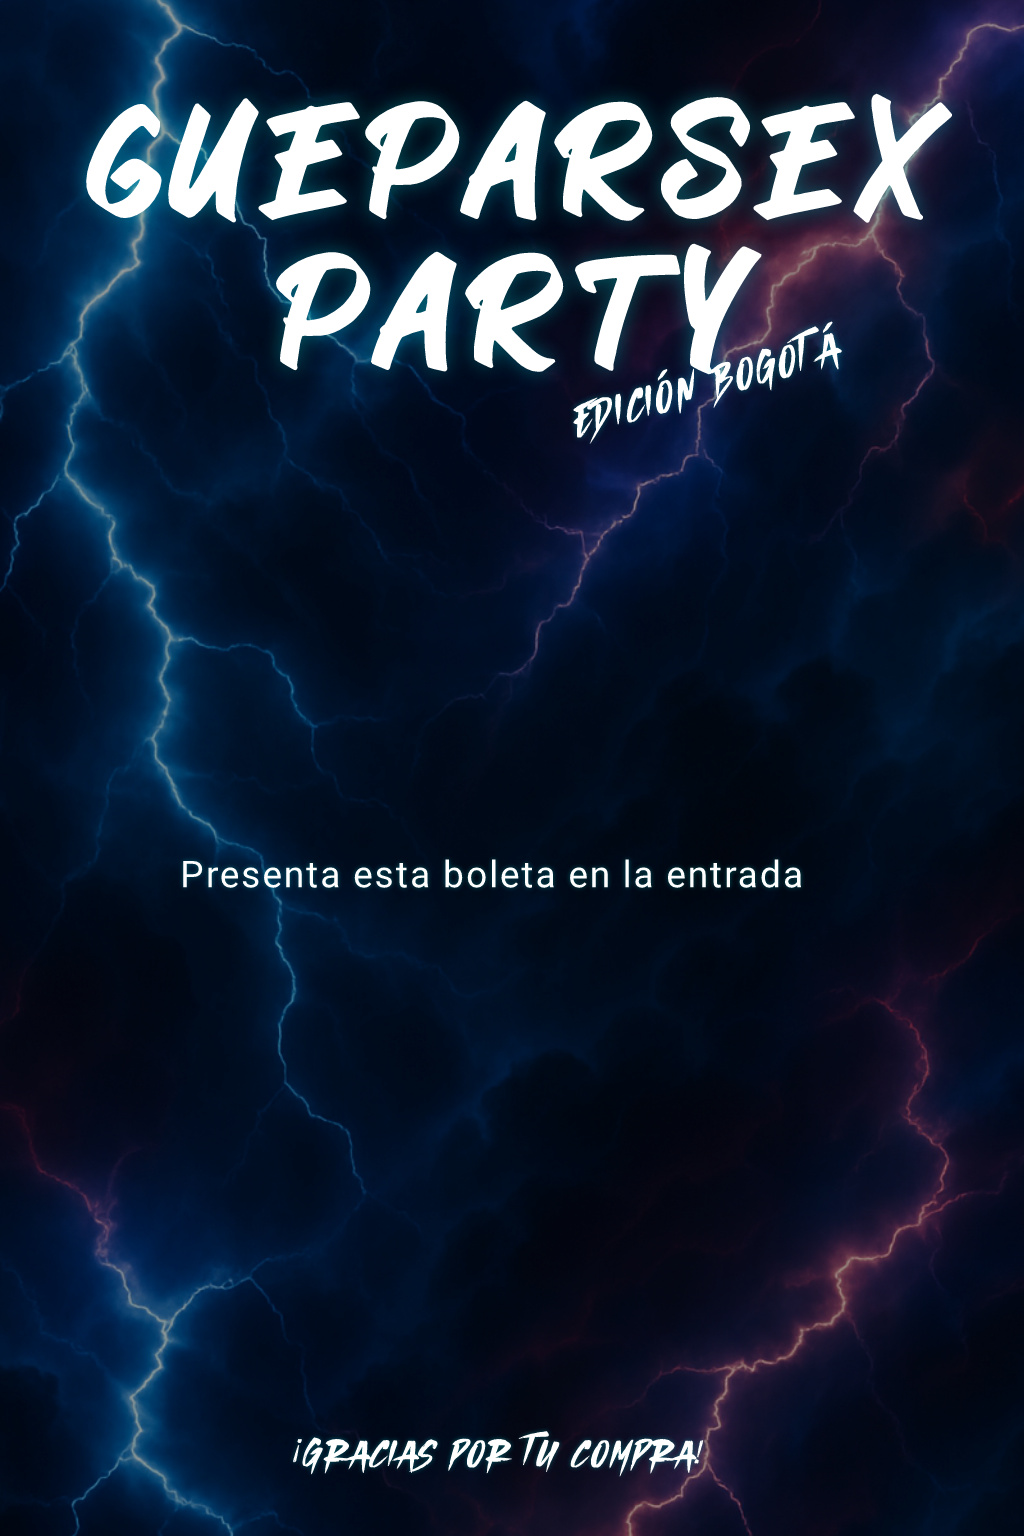 GUEPARSEX
PARTY
EDICIÓN BOGOTÁ
Presenta esta boleta en la entrada
¡GRACIAS POR TU COMPRA!